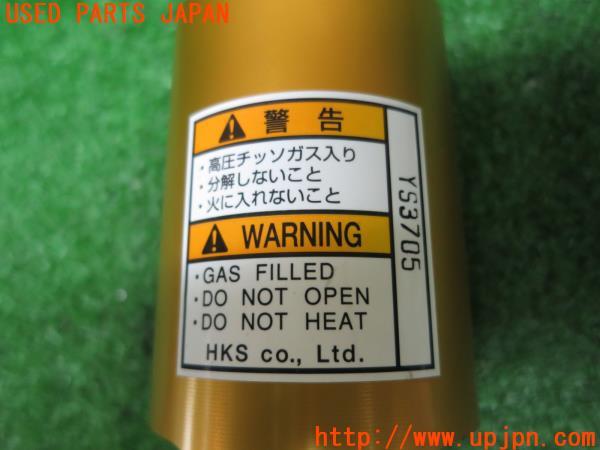 USED PARTS JAPAN
警告
・高圧チッソガス入り
・分解しないこと
・火に入れないこと
WARNING
・GAS FILLED
・DO NOT OPEN
・DO NOT HEAT
HKS co., Ltd.
YS3705
http://www.upjpn.com